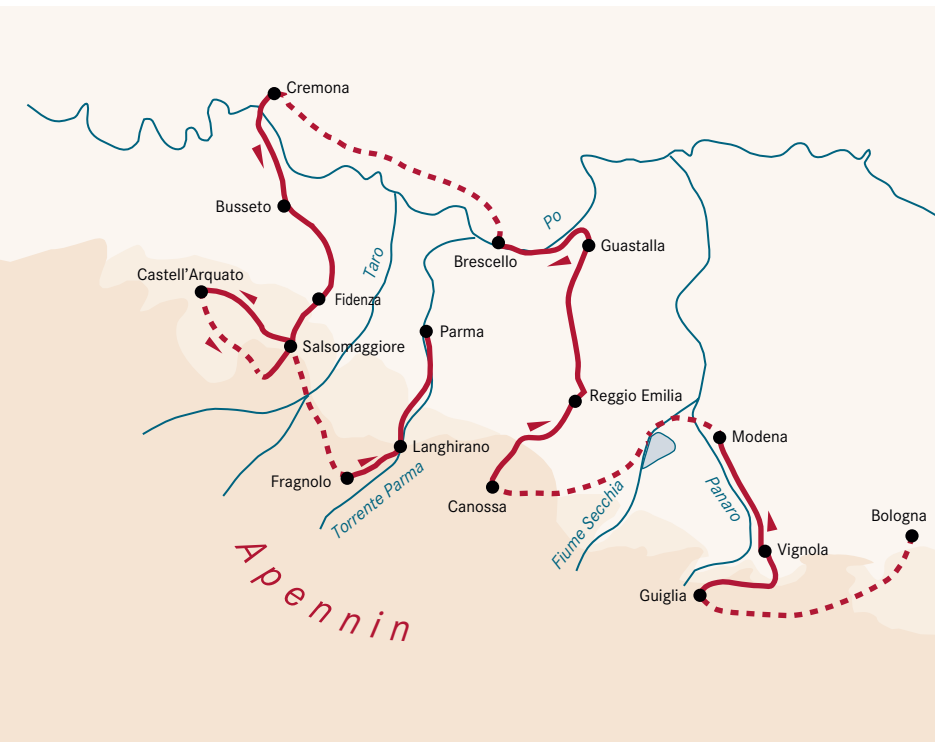 Cremona
Busseto
Po
Guastalla
Brescello
Taro
Castell'Arquato
Fidenza
Parma
Salsomaggiore
Reggio Emilia
Modena
Langhirano
Fragnolo
Torrente Parma
Canossa
Fiume Secchia
Panaro
Bologna
Vignola
Guiglia
Apennin